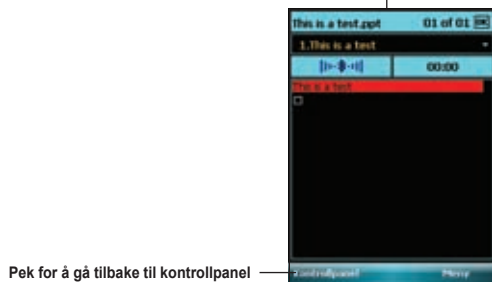 This is a test.ppt 01 of 01 OK
1.This is a test
00:00
This is a test
Pek for å gå tilbake til kontrollpanel
Kontrollpanel Meny